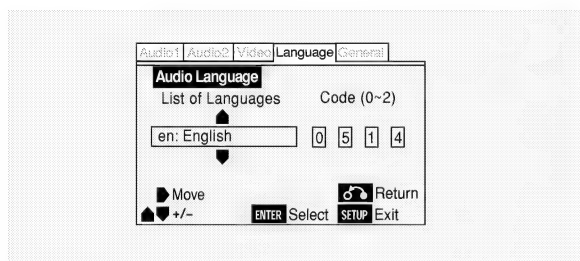 Audio1 Audio2 Video Language General
Audio Language
List of Languages Code (0~2)
en: English 0 5 1 4
Move Return
+/– ENTER Select SETUP Exit